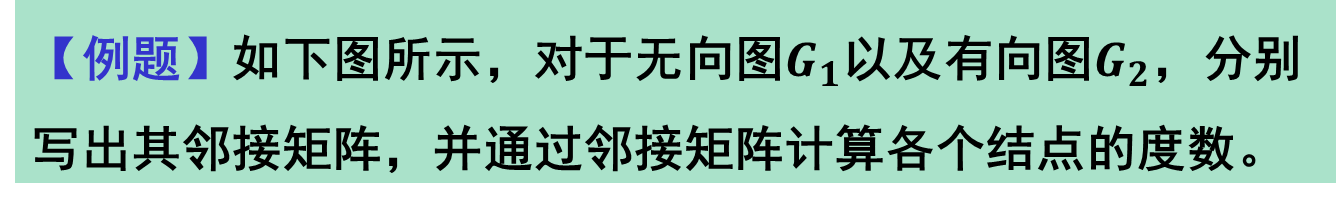 【例题】如下图所示，对于无向图G₁以及有向图G₂，分别
写出其邻接矩阵，并通过邻接矩阵计算各个结点的度数。